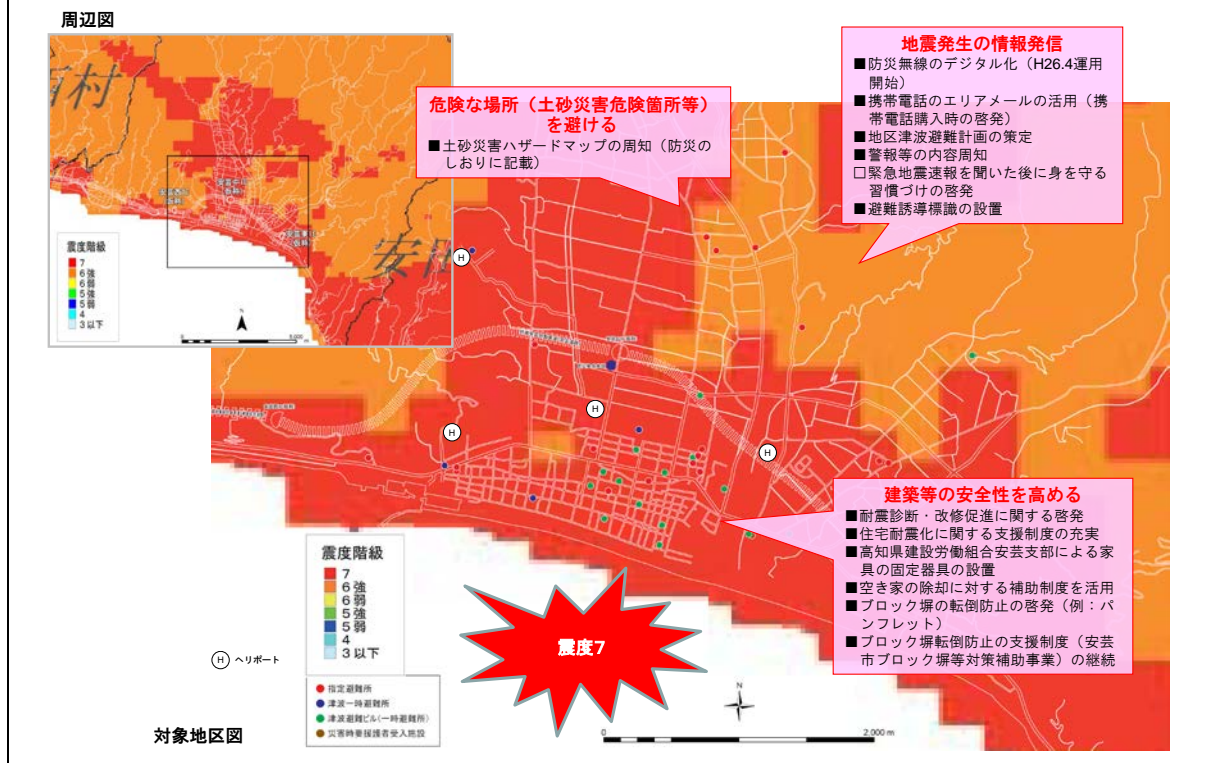 周辺図
震度階級
7
6強
6弱
5強
5弱
4
3以下
N
0
5,000
m
危険な場所（土砂災害危険箇所等）
を避ける
■土砂災害ハザードマップの周知（防災の
しおりに記載）
地震発生の情報発信
■防災無線のデジタル化（H26.4運用
開始）
■携帯電話のエリアメールの活用（携
帯電話購入時の啓発）
■地区津波避難計画の策定
■警報等の内容周知
□緊急地震速報を聞いた後に身を守る
習慣づけの啓発
■避難誘導標識の設置
H
H
H
H
建築等の安全性を高める
■耐震診断・改修促進に関する啓発
■住宅耐震化に関する支援制度の充実
■高知県建設労働組合安芸支部による家
具の固定器具の設置
■空き家の除却に対する補助制度を活用
■ブロック塀の転倒防止の啓発（例：パ
ンフレット）
■ブロック塀転倒防止の支援制度（安芸
市ブロック塀等対策補助事業）の継続
震度階級
7
6強
6弱
5強
5弱
4
3以下
震度7
H ヘリポート
指定避難所
津波一時避難所
津波避難ビル(一時避難所)
災害時要援護者受入施設
対象地区図
N
0
2,000 m